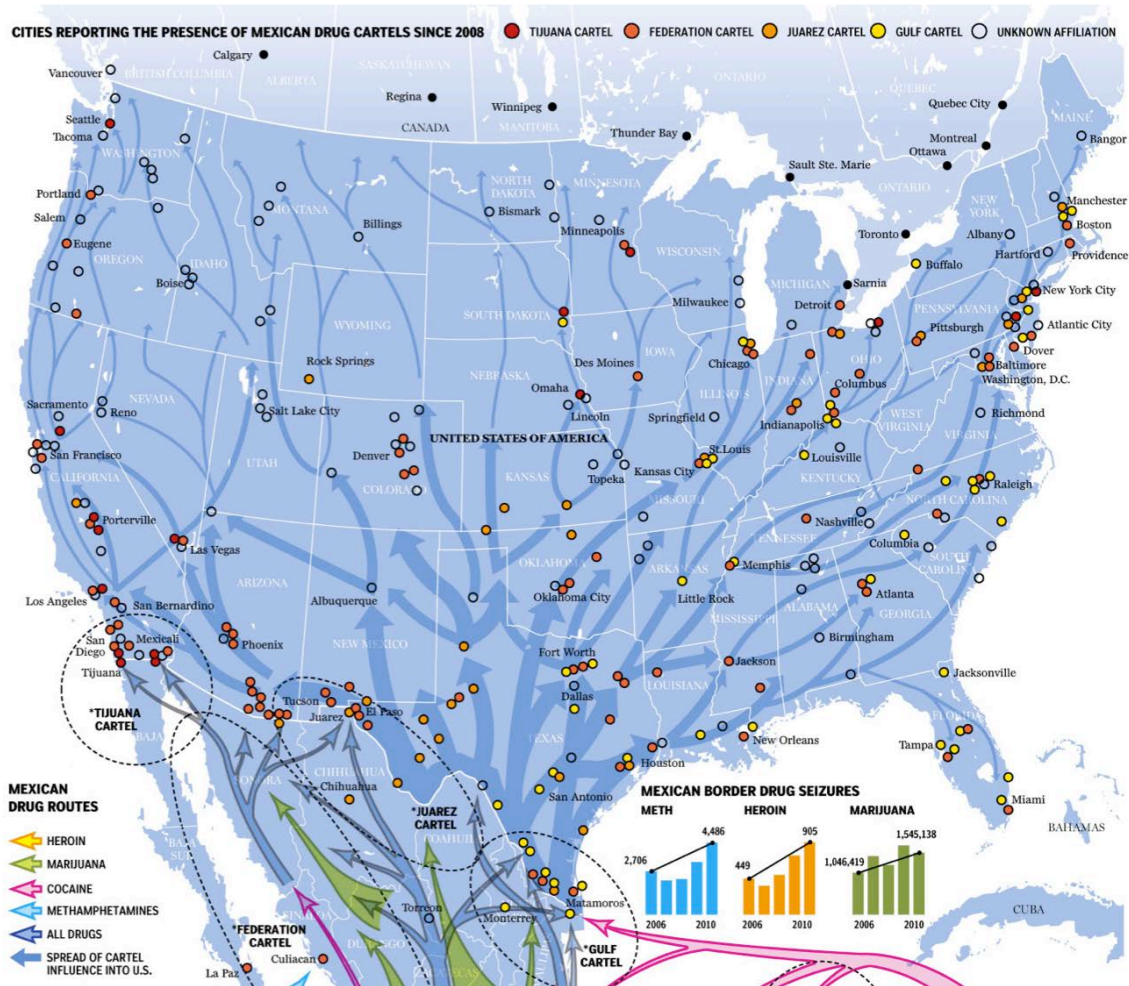 CITIES REPORTING THE PRESENCE OF MEXICAN DRUG CARTELS SINCE 2008
TIJUANA CARTEL
FEDERATION CARTEL
JUAREZ CARTEL
GULF CARTEL
UNKNOWN AFFILIATION
Calgary
Vancouver
BRITISH COLUMBIA
ALBERTA
SASKATCHEWAN
ONTARIO
QUEBEC
Regina
Winnipeg
CANADA
MANITOBA
Quebec City
Seattle
Tacoma
Thunder Bay
Montreal
Ottawa
MAINE
Bangor
WASHINGTON
Sault Ste. Marie
ONTARIO
Portland
MONTANA
NORTH
DAKOTA
MINNESOTA
NEW
YORK
Manchester
Salem
Billings
Bismark
Minneapolis
WISCONSIN
Toronto
Albany
Boston
Eugene
OREGON
IDAHO
Boise
Buffalo
Hartford
Providence
MICHIGAN
Sarnia
Milwaukee
Detroit
New York City
WYOMING
SOUTH DAKOTA
PENNSYLVANIA
Pittsburgh
Atlantic City
Rock Springs
Des Moines
IOWA
Chicago
OHIO
Dover
Baltimore
NEBRASKA
ILLINOIS
INDIANA
Columbus
Washington, D.C.
Sacramento
Reno
NEVADA
Salt Lake City
Omaha
Lincoln
Springfield
Indianapolis
WEST
VIRGINIA
Richmond
UNITED STATES OF AMERICA
San Francisco
Denver
St.Louis
Louisville
VIRGINIA
CALIFORNIA
UTAH
COLORADO
KANSAS
Topeka
Kansas City
KENTUCKY
Raleigh
MISSOURI
NORTH CAROLINA
Porterville
Las Vegas
Nashville
TENNESSEE
Columbia
OKLAHOMA
ARKANSAS
Memphis
SOUTH
CAROLINA
Los Angeles
ARIZONA
Albuquerque
Oklahoma City
Little Rock
Atlanta
San Bernardino
ALABAMA
GEORGIA
MISSISSIPPI
San
Diego
Mexicali
Phoenix
NEW MEXICO
Birmingham
Fort Worth
Tijuana
Dallas
LOUISIANA
Jackson
Jacksonville
Tucson
Juarez
El Paso
*TIJUANA
CARTEL
BAJA
TEXAS
New Orleans
FLORIDA
Tampa
Houston
SONORA
CHIHUAHUA
Chihuahua
San Antonio
Miami
BAHAMAS
MEXICAN
DRUG ROUTES
HEROIN
MARIJUANA
COCAINE
METHAMPHETAMINES
ALL DRUGS
SPREAD OF CARTEL
INFLUENCE INTO U.S.
*JUAREZ
CARTEL
COAHUILA
BAJA
SUR
MEXICAN BORDER DRUG SEIZURES
METH
HEROIN
MARIJUANA
2,706
4,486
449
905
1,046,419
1,545,138
2006
2010
2006
2010
2006
2010
SINALOA
Torreon
Monterrey
Matamoros
CUBA
*FEDERATION
CARTEL
DURANGO
*GULF
CARTEL
La Paz
Culiacan